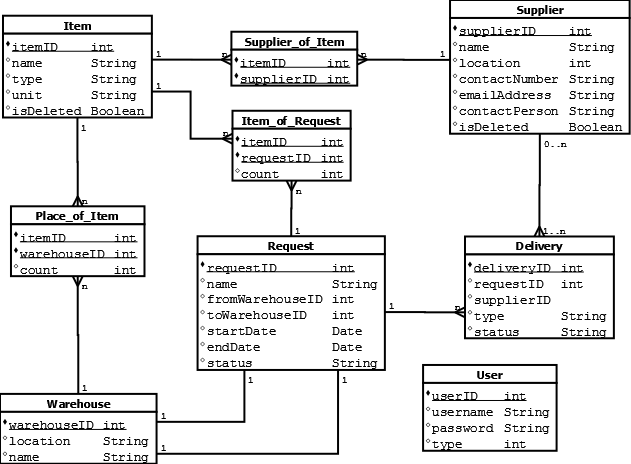 Item
itemID int
name String
type String
unit String
isDeleted Boolean
1
1
1
Supplier_of_Item
itemID int
supplierID int
n
n
1
Supplier
supplierID int
name String
location int
contactNumber String
emailAddress String
contactPerson String
isDeleted Boolean
0..n
Item_of_Request
itemID int
requestID int
count int
n
n
Place_of_Item
itemID int
warehouseID int
count int
n
n
Request
requestID int
name String
fromWarehouseID int
toWarehouseID int
startDate Date
endDate Date
status String
1
1
1
1
Delivery
deliveryID int
requestID int
supplierID
type String
status String
1..n
n
Warehouse
warehouseID int
location String
name String
1
1
1
User
userID int
username String
password String
type int